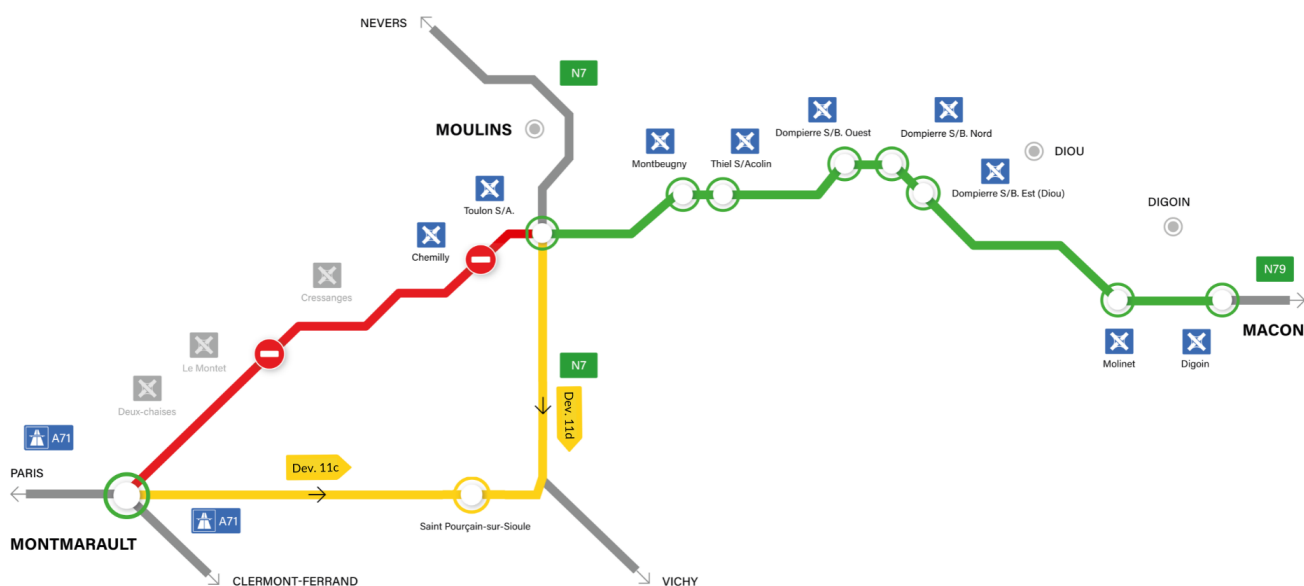 NEVERS
N7
MOULINS
Dompierre S/B. Ouest
Dompierre S/B. Nord
Montbeugny
Thiel S/Acolin
DIOU
Toulon S/A.
Dompierre S/B. Est (Diou)
DIGOIN
Chemilly
N79
Cressanges
MACON
Le Montet
Molinet
Digoin
N7
Deux-chaises
Dev. 11d
A71
PARIS
Dev. 11c
A71
Saint Pourçain-sur-Sioule
MONTMARAULT
CLERMONT-FERRAND
VICHY